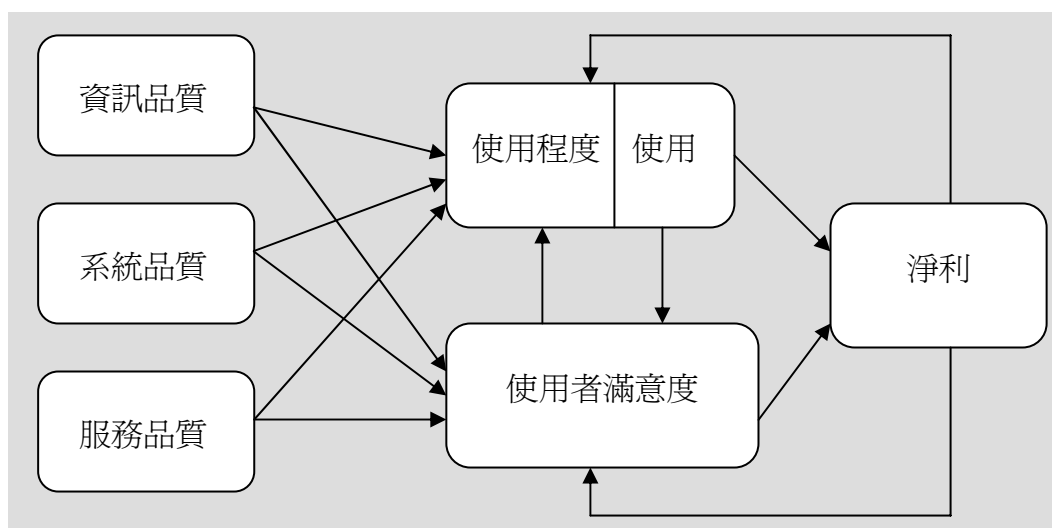 資訊品質
使用程度
使用
系統品質
淨利
使用者滿意度
服務品質